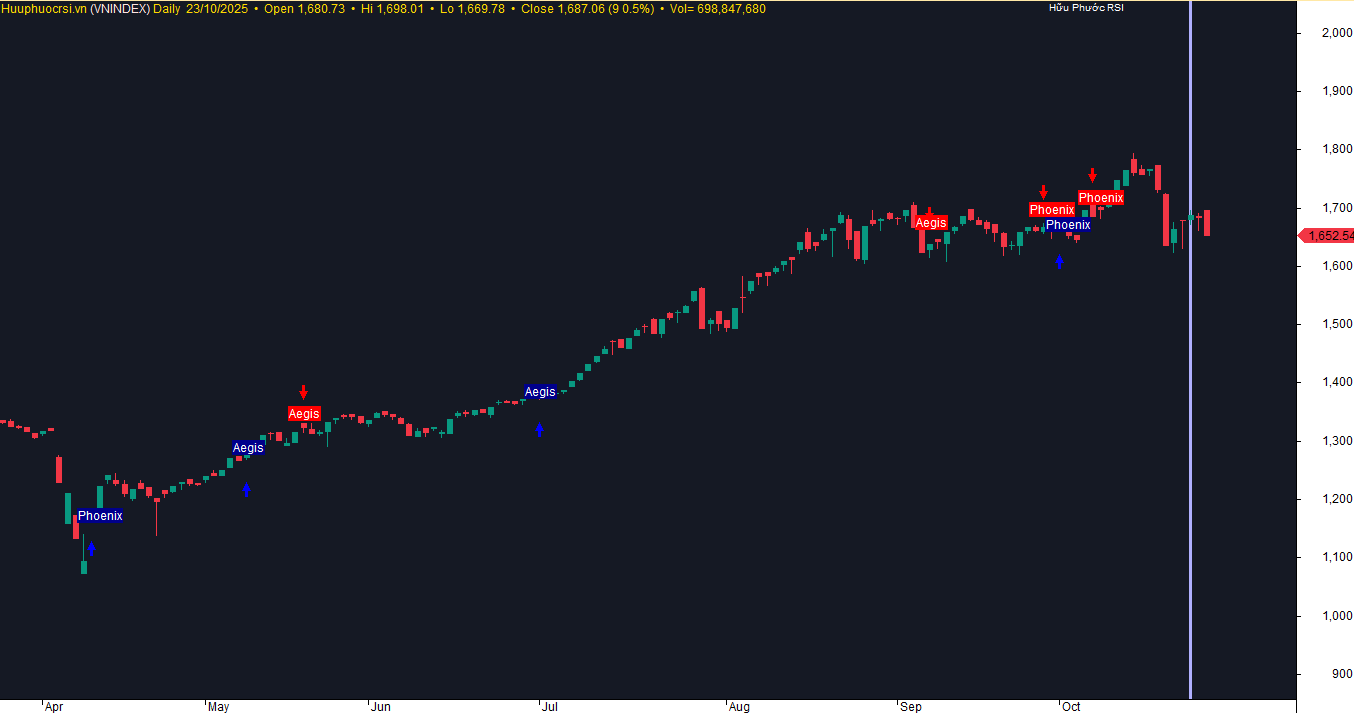 Huuphuocrsi.vn (VNINDEX) Daily 23/10/2025 • Open 1,680.73 • Hi 1,698.01 • Lo 1,669.78 • Close 1,687.06 (9 0.5%) • Vol= 698,847,680
Hữu Phước RSI
2,000
1,900
1,800
Phoenix
1,700
Phoenix
Aegis
Phoenix
1,652.54
1,600
1,500
1,400
Aegis
Aegis
1,300
Aegis
1,200
Phoenix
1,100
1,000
900
Apr May Jun Jul Aug Sep Oct